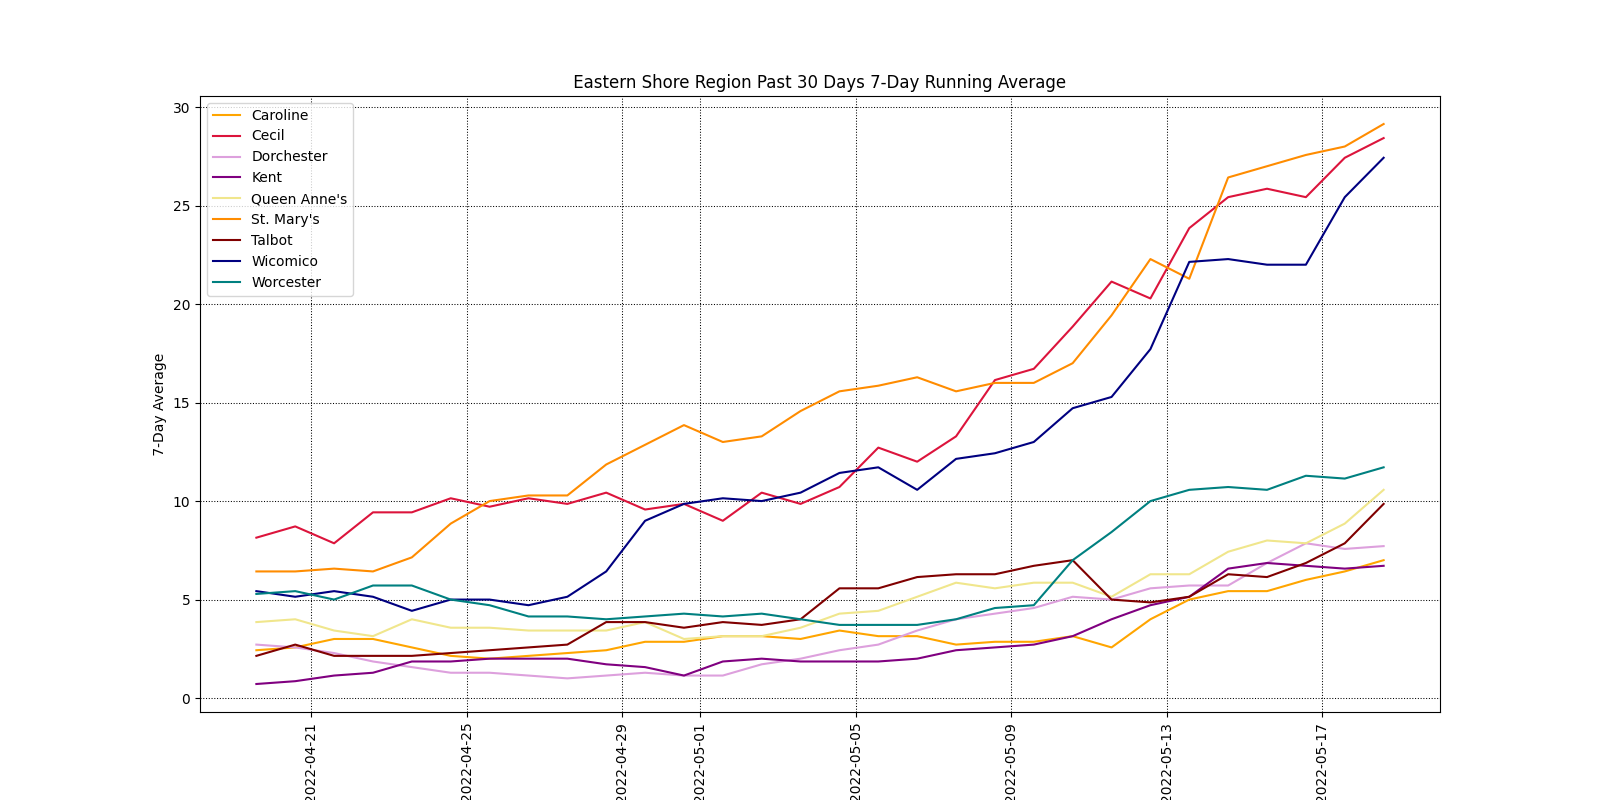 Eastern Shore Region Past 30 Days 7-Day Running Average
30
25
20
15
10
5
0
7-Day Average
Caroline
Cecil
Dorchester
Kent
Queen Anne's
St. Mary's
Talbot
Wicomico
Worcester
2022-04-21
2022-04-25
2022-04-29
2022-05-01
2022-05-05
2022-05-09
2022-05-13
2022-05-17